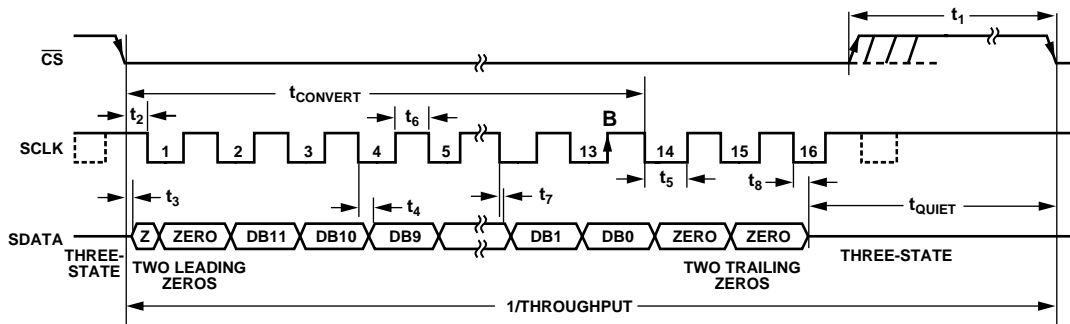 t1
CS
tCONVERT
t2
t6
B
SCLK
1 2 3 4 5 13 14 15 16
t5
t8
t3
t4
t7
tQUIET
SDATA
Z ZERO DB11 DB10 DB9 DB1 DB0 ZERO ZERO
THREE-
STATE
TWO LEADING
ZEROS
TWO TRAILING
ZEROS
THREE-STATE
1/THROUGHPUT